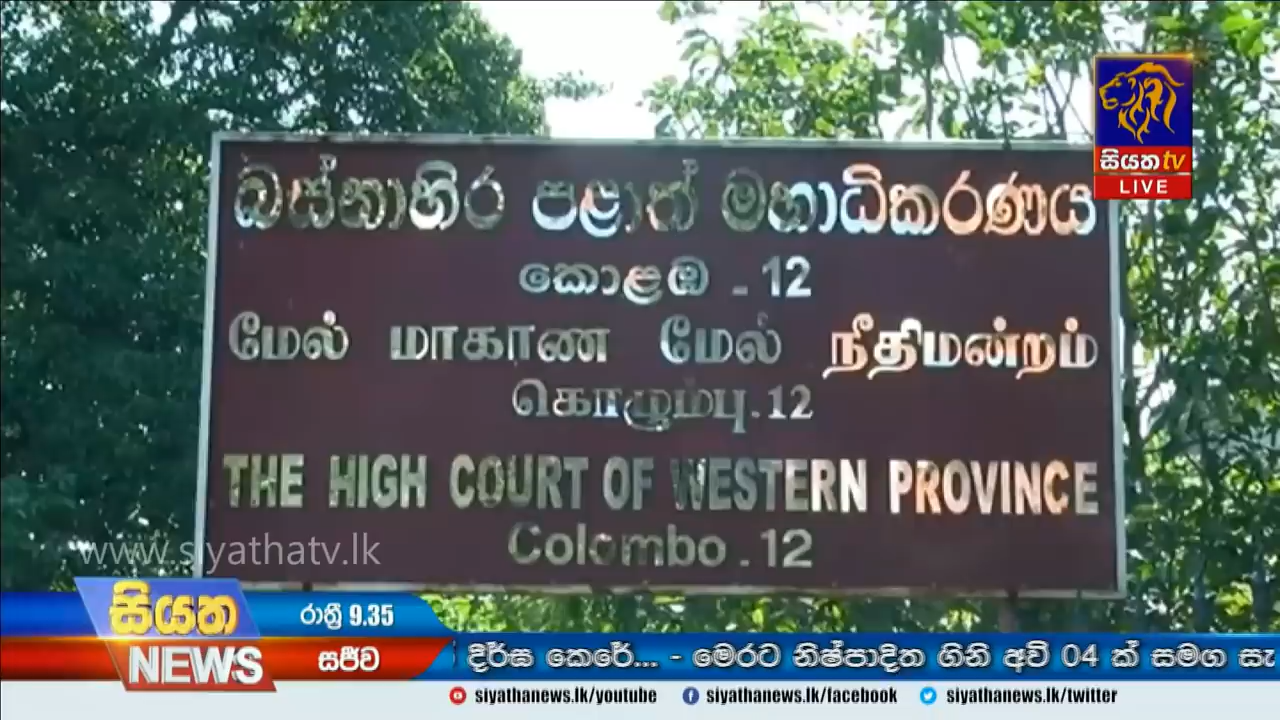 සියත tv
LIVE
බස්නාහිර පළාත් මහාධිකරණය
කොළඹ - 12
மேல் மாகாண மேல் நீதிமன்றம்
கொழும்பு.12
THE HIGH COURT OF WESTERN PROVINCE
Colombo . 12
www.siyathatv.lk
සියත
NEWS
රාත්‍රී 9.35
සජීව
දීර්ඝ කෙරේ... - මෙරට නිෂ්පාදිත ගිනි අවි 04 ක් සමග සැ
siyathanews.lk/youtube siyathanews.lk/facebook siyathanews.lk/twitter